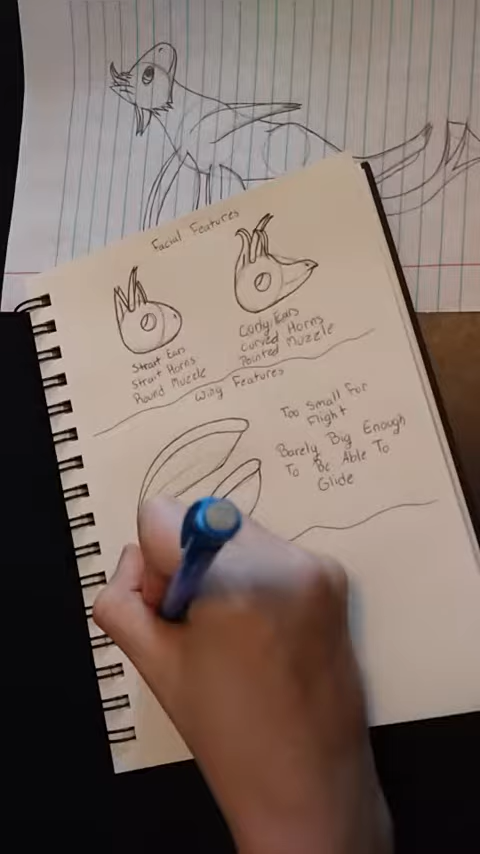 Facial Features
Strait Ears
Strait Horns
Round Muzzle
Curly Ears
Curved Horns
Pointed Muzzle
Wing Features
Too Small For
Flight
Barely Big Enough
To Be Able To
Glide